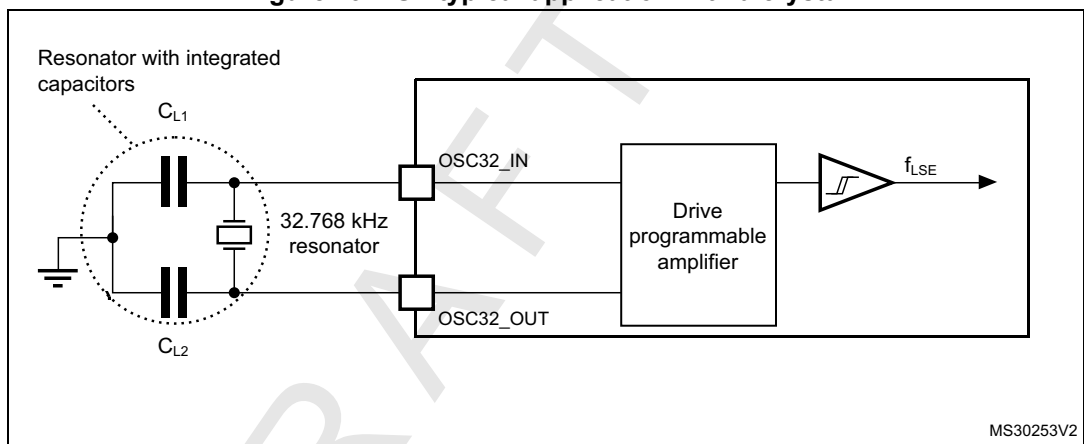 Resonator with integrated
capacitors
CL1
OSC32_IN
fLSE
32.768 kHz
resonator
Drive
programmable
amplifier
OSC32_OUT
CL2
MS30253V2